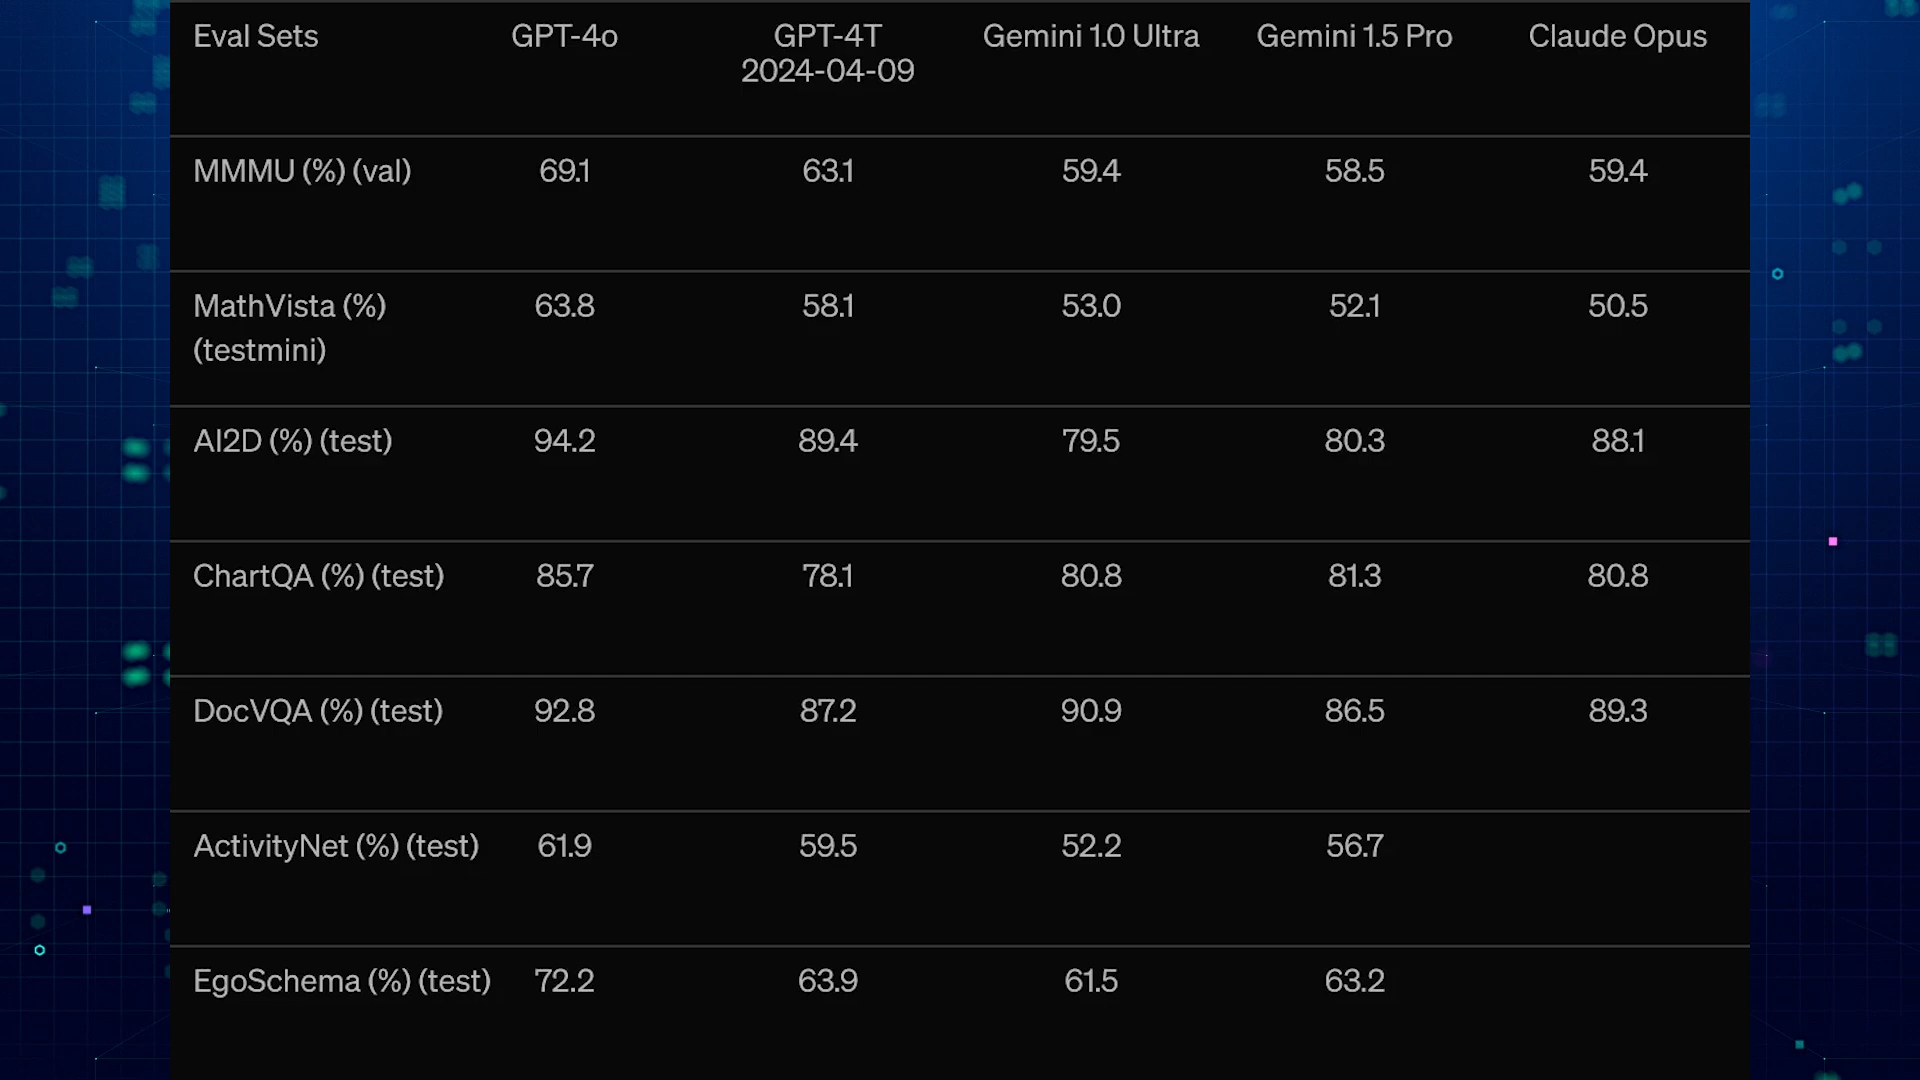 Eval Sets GPT-4o GPT-4T Gemini 1.0 Ultra Gemini 1.5 Pro Claude Opus
2024-04-09
MMMU (%) (val) 69.1 63.1 59.4 58.5 59.4
MathVista (%) 63.8 58.1 53.0 52.1 50.5
(testmini)
AI2D (%) (test) 94.2 89.4 79.5 80.3 88.1
ChartQA (%) (test) 85.7 78.1 80.8 81.3 80.8
DocVQA (%) (test) 92.8 87.2 90.9 86.5 89.3
ActivityNet (%) (test) 61.9 59.5 52.2 56.7
EgoSchema (%) (test) 72.2 63.9 61.5 63.2